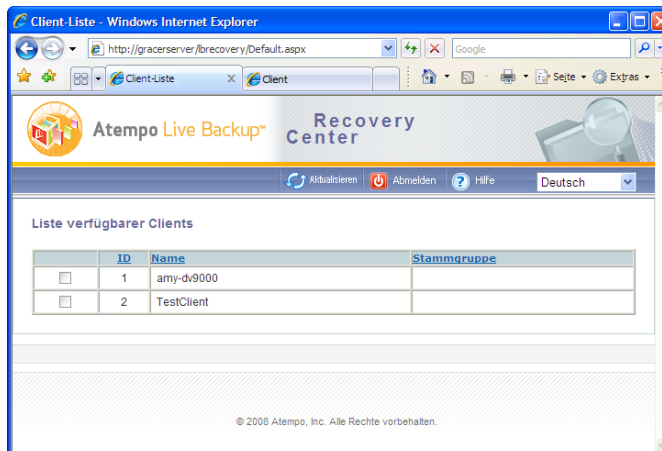 Client-Liste - Windows Internet Explorer
http://gracerserver/lbrecovery/Default.aspx
Google
Client-Liste
Client
Seite
Extras
Atempo Live Backup™
Recovery
Center
Aktualisieren
Abmelden
Hilfe
Deutsch
Liste verfügbarer Clients
ID Name Stammgruppe
1 amy-dv9000
2 TestClient
© 2008 Atempo, Inc. Alle Rechte vorbehalten.